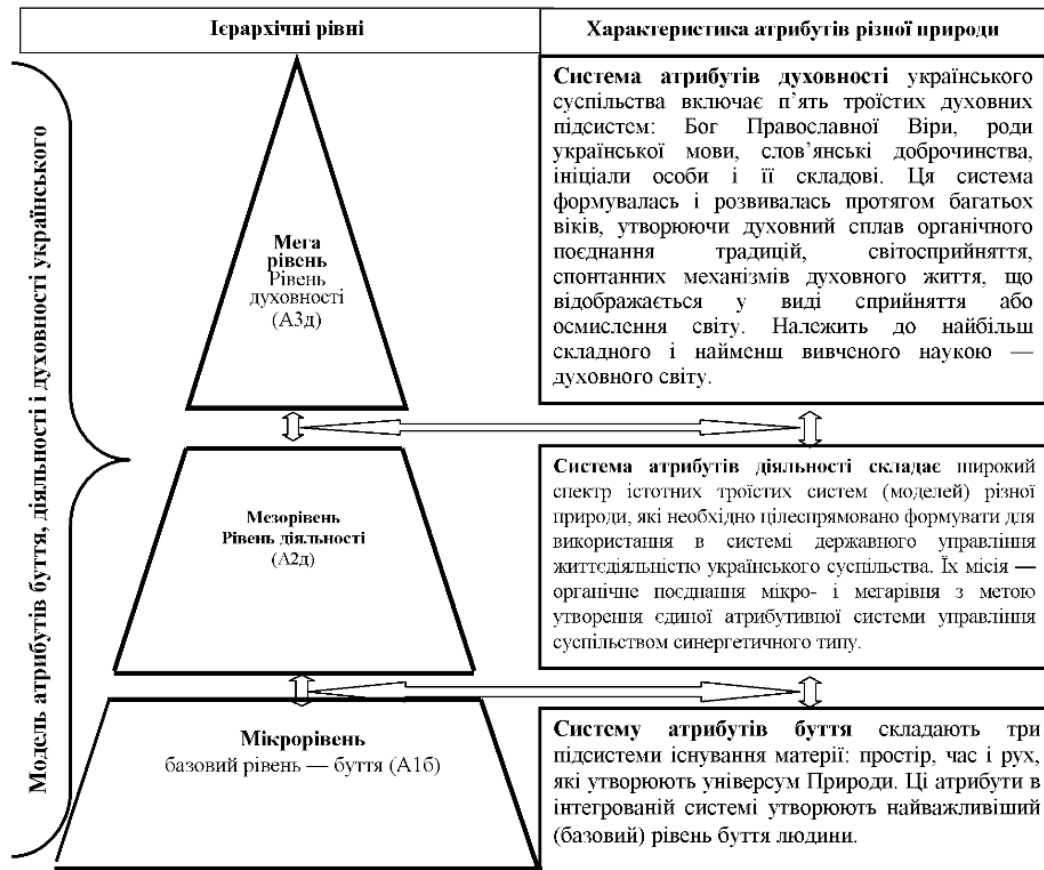 Ієрархічні рівні
Характеристика атрибутів різної природи
Модель атрибутів буття, діяльності і духовності українського
Мега
рівень
Рівень
духовності
(А3д)
Система атрибутів духовності українського
суспільства включає п’ять троїстих духовних
підсистем: Бог Православної Віри, роди
української мови, слов’янські доброчинства,
ініціали особи і її складові. Ця система
формувалась і розвивалась протягом багатьох
віків, утворюючи духовний сплав органічного
поєднання традицій, світосприйняття,
спонтанних механізмів духовного життя, що
відображається у виді сприйняття або
осмислення світу. Належить до найбільш
складного і найменш вивченого наукою —
духовного світу.
Мезорівень
Рівень діяльності
(А2д)
Система атрибутів діяльності складає широкий
спектр істотних троїстих систем (моделей) різної
природи, які необхідно цілеспрямовано формувати для
використання в системі державного управління
життєдіяльністю українського суспільства. Їх місія —
органічне поєднання мікро- і мегарівня з метою
утворення єдиної атрибутивної системи управління
суспільством синергетичного типу.
Мікрорівень
базовий рівень — буття (А1б)
Систему атрибутів буття складають три
підсистеми існування матерії: простір, час і рух,
які утворюють універсум Природи. Ці атрибути в
інтегрованій системі утворюють найважливіший
(базовий) рівень буття людини.